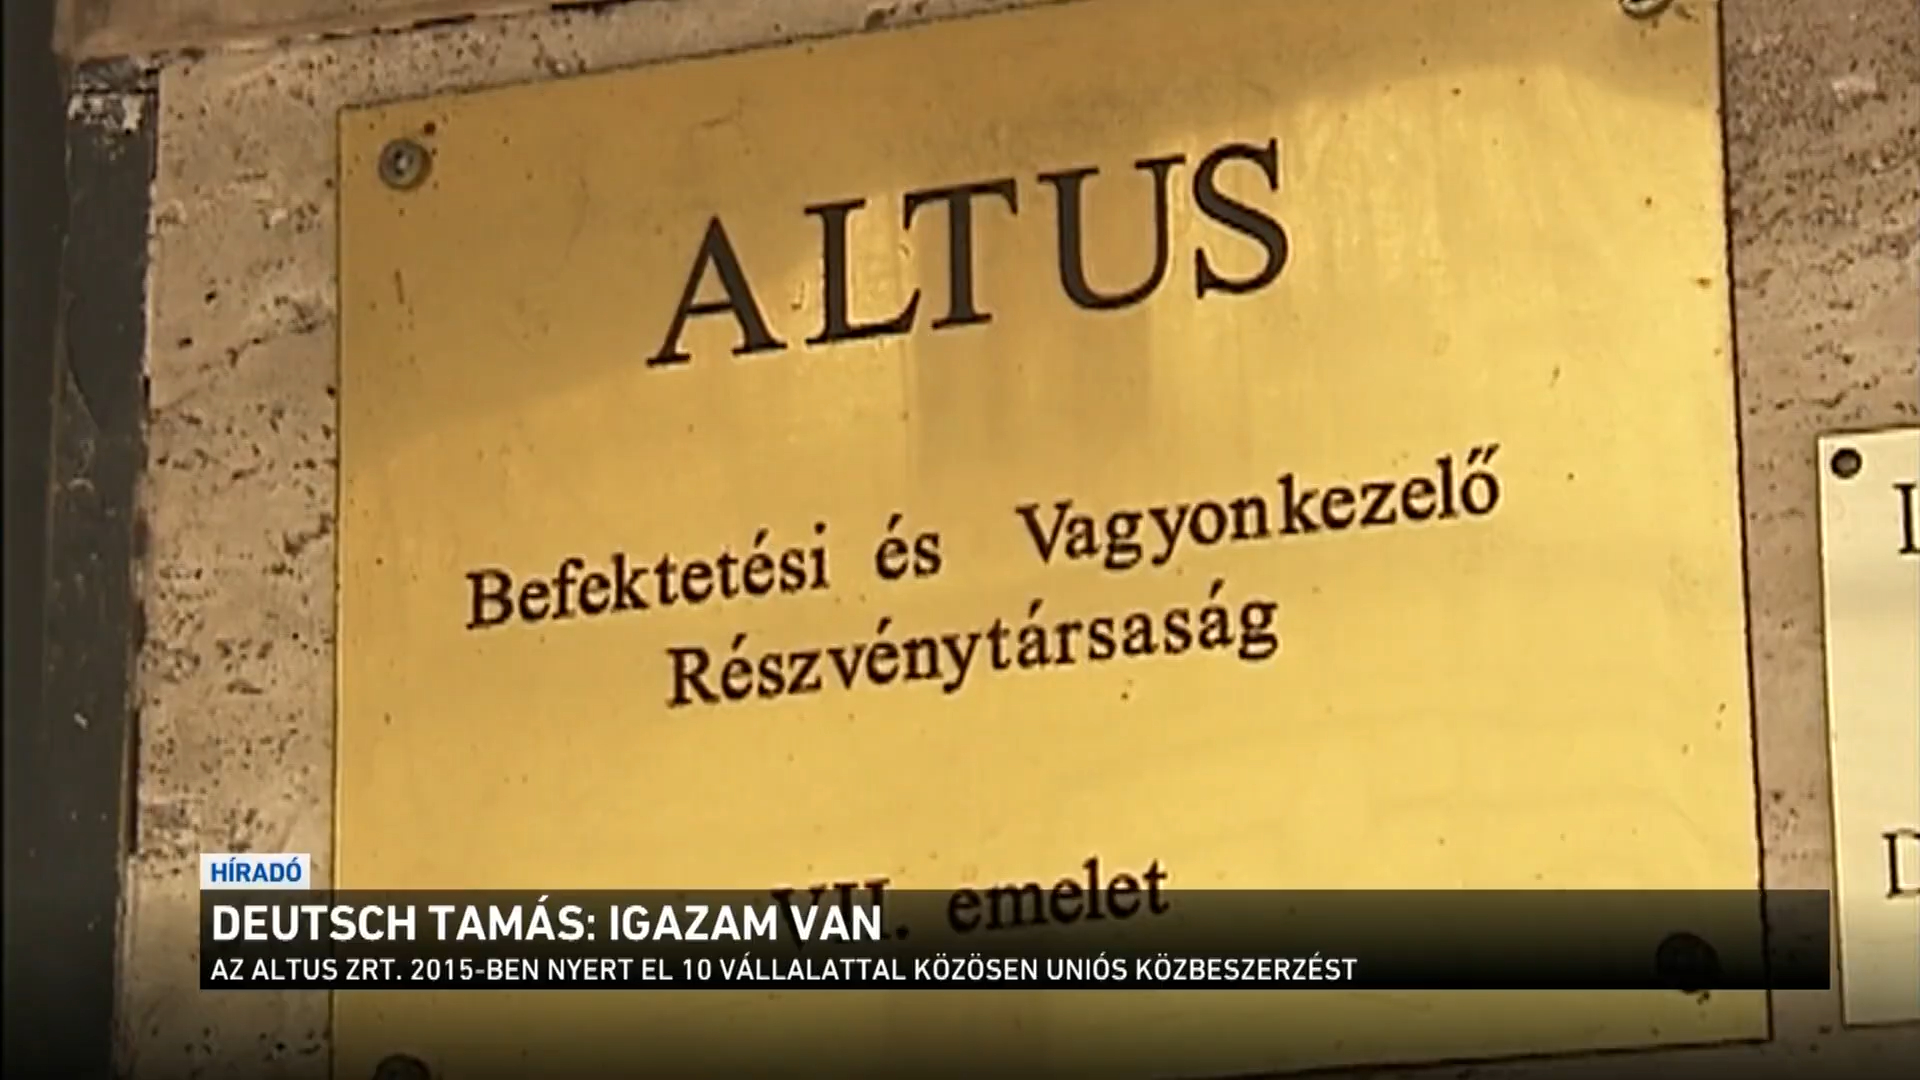 ALTUS
Befektetési és Vagyonkezelő
Részvénytársaság
VII. emelet
HÍRADÓ
DEUTSCH TAMÁS: IGAZAM VAN
AZ ALTUS ZRT. 2015-BEN NYERT EL 10 VÁLLALATTAL KÖZÖSEN UNIÓS KÖZBESZERZÉST